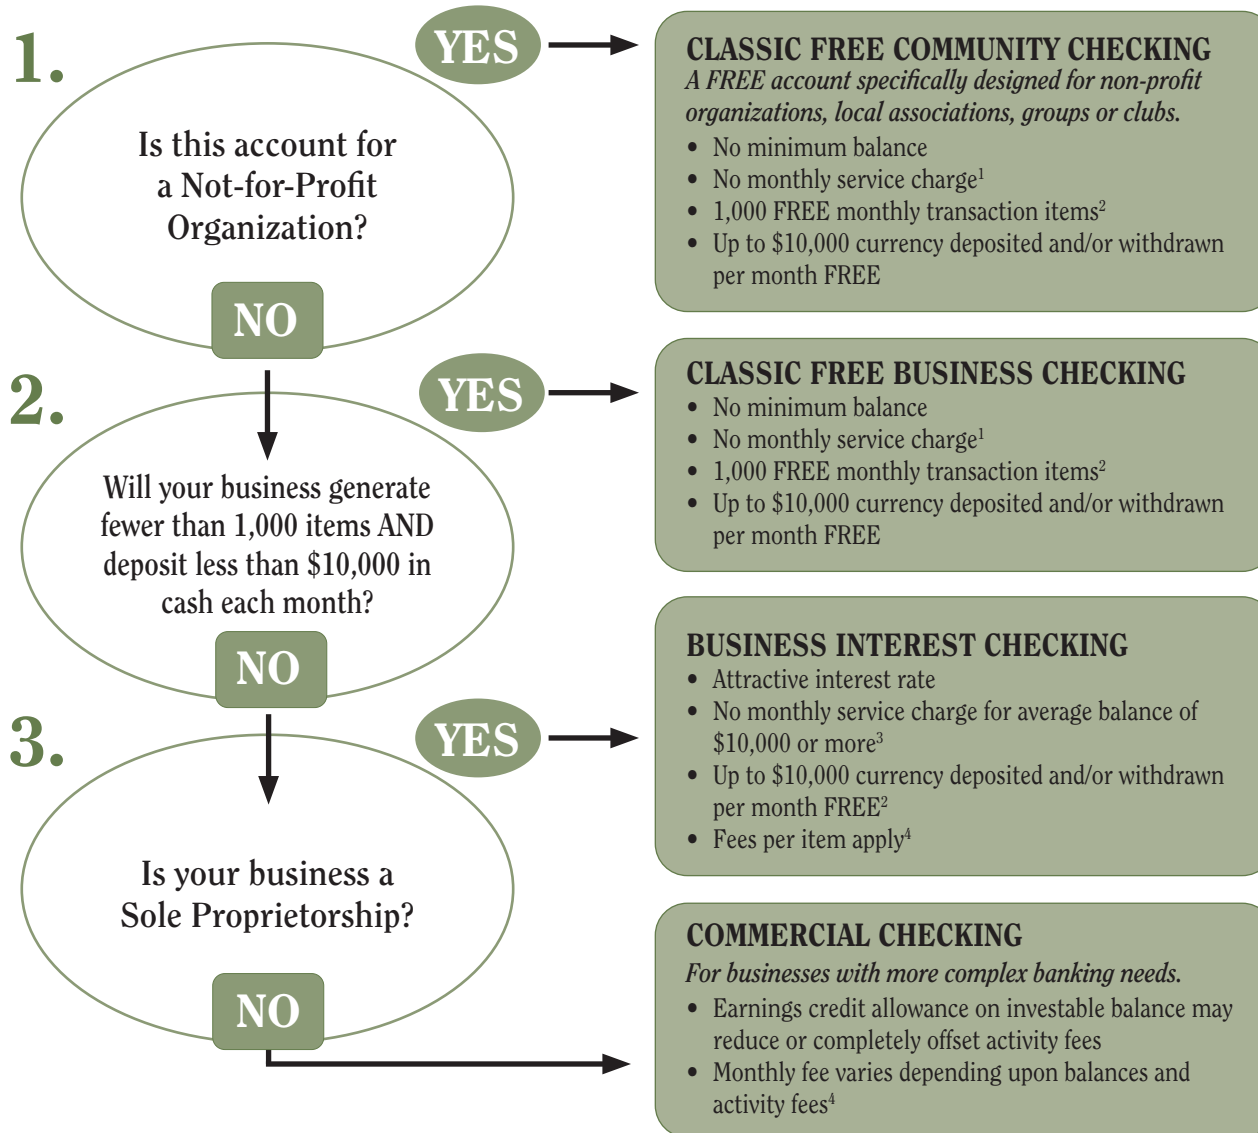 1.
YES
Is this account for
a Not-for-Profit
Organization?
NO
CLASSIC FREE COMMUNITY CHECKING
A FREE account specifically designed for non-profit
organizations, local associations, groups or clubs.
• No minimum balance
• No monthly service charge¹
• 1,000 FREE monthly transaction items²
• Up to $10,000 currency deposited and/or withdrawn
per month FREE
2.
YES
Will your business generate
fewer than 1,000 items AND
deposit less than $10,000 in
cash each month?
NO
CLASSIC FREE BUSINESS CHECKING
• No minimum balance
• No monthly service charge¹
• 1,000 FREE monthly transaction items²
• Up to $10,000 currency deposited and/or withdrawn
per month FREE
3.
YES
Is your business a
Sole Proprietorship?
NO
BUSINESS INTEREST CHECKING
• Attractive interest rate
• No monthly service charge for average balance of
$10,000 or more³
• Up to $10,000 currency deposited and/or withdrawn
per month FREE²
• Fees per item apply⁴
COMMERCIAL CHECKING
For businesses with more complex banking needs.
• Earnings credit allowance on investable balance may
reduce or completely offset activity fees
• Monthly fee varies depending upon balances and
activity fees⁴